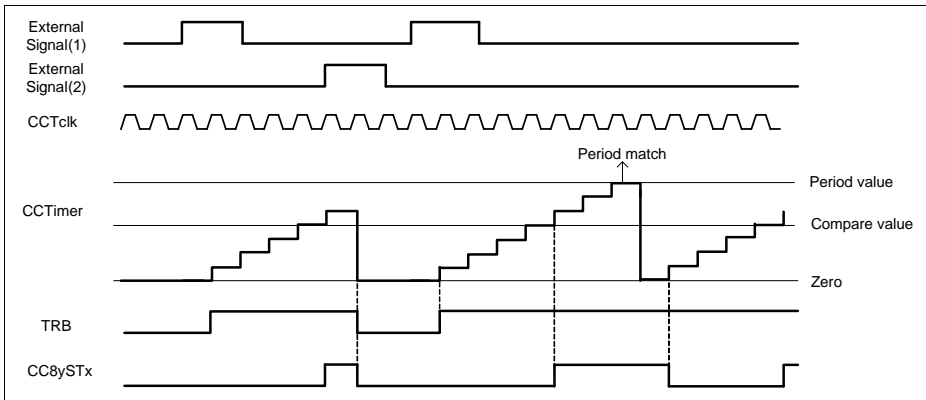 External
Signal(1)
External
Signal(2)
CCTclk
Period match
Period value
CCTimer
Compare value
Zero
TRB
CC8ySTx